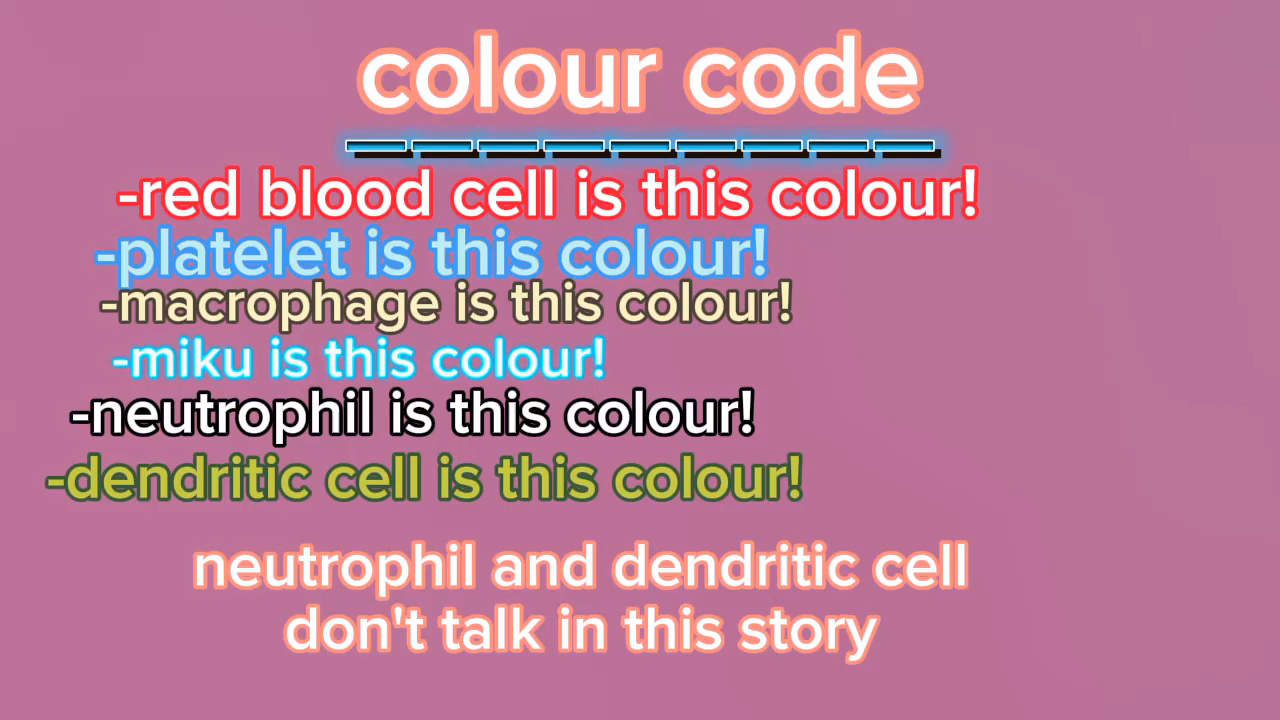 colour code
_________
-red blood cell is this colour!
-platelet is this colour!
-macrophage is this colour!
-miku is this colour!
-neutrophil is this colour!
-dendritic cell is this colour!
neutrophil and dendritic cell
don't talk in this story